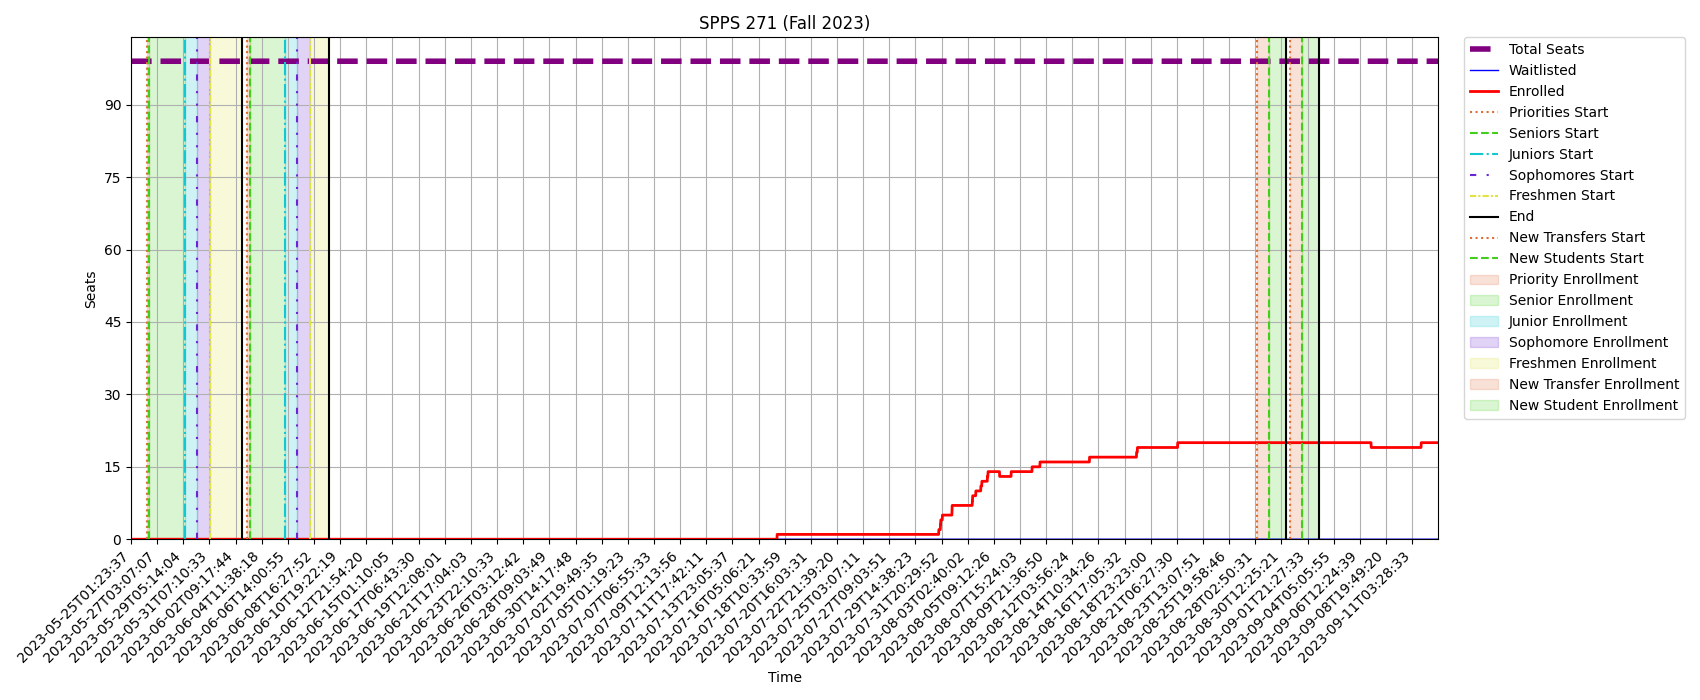 SPPS 271 (Fall 2023)
Seats
90
75
60
45
30
15
0
2023-05-25T01:23:37
2023-05-27T03:07:07
2023-05-29T05:14:04
2023-05-31T07:10:33
2023-06-02T09:17:44
2023-06-04T11:38:18
2023-06-06T14:00:55
2023-06-08T16:27:52
2023-06-10T19:22:19
2023-06-12T21:54:20
2023-06-15T01:10:05
2023-06-17T06:43:30
2023-06-19T12:08:01
2023-06-21T17:04:03
2023-06-23T22:10:33
2023-06-26T03:12:42
2023-06-28T09:03:49
2023-06-30T14:17:48
2023-07-02T19:49:35
2023-07-05T01:19:23
2023-07-07T06:55:33
2023-07-09T12:13:56
2023-07-11T17:42:11
2023-07-13T23:05:37
2023-07-16T05:06:21
2023-07-18T10:33:59
2023-07-20T16:03:31
2023-07-22T21:39:20
2023-07-25T03:07:11
2023-07-27T09:03:51
2023-07-29T14:38:23
2023-07-31T20:29:52
2023-08-03T02:40:02
2023-08-05T09:12:26
2023-08-07T15:24:03
2023-08-09T21:36:50
2023-08-12T03:56:24
2023-08-14T10:34:26
2023-08-16T17:05:32
2023-08-18T23:23:00
2023-08-21T06:27:30
2023-08-23T13:07:51
2023-08-25T19:58:46
2023-08-28T02:50:31
2023-08-30T12:25:21
2023-09-01T21:27:33
2023-09-04T05:05:55
2023-09-06T12:24:39
2023-09-08T19:49:20
2023-09-11T03:28:33
Time
Total Seats
Waitlisted
Enrolled
Priorities Start
Seniors Start
Juniors Start
Sophomores Start
Freshmen Start
End
New Transfers Start
New Students Start
Priority Enrollment
Senior Enrollment
Junior Enrollment
Sophomore Enrollment
Freshmen Enrollment
New Transfer Enrollment
New Student Enrollment